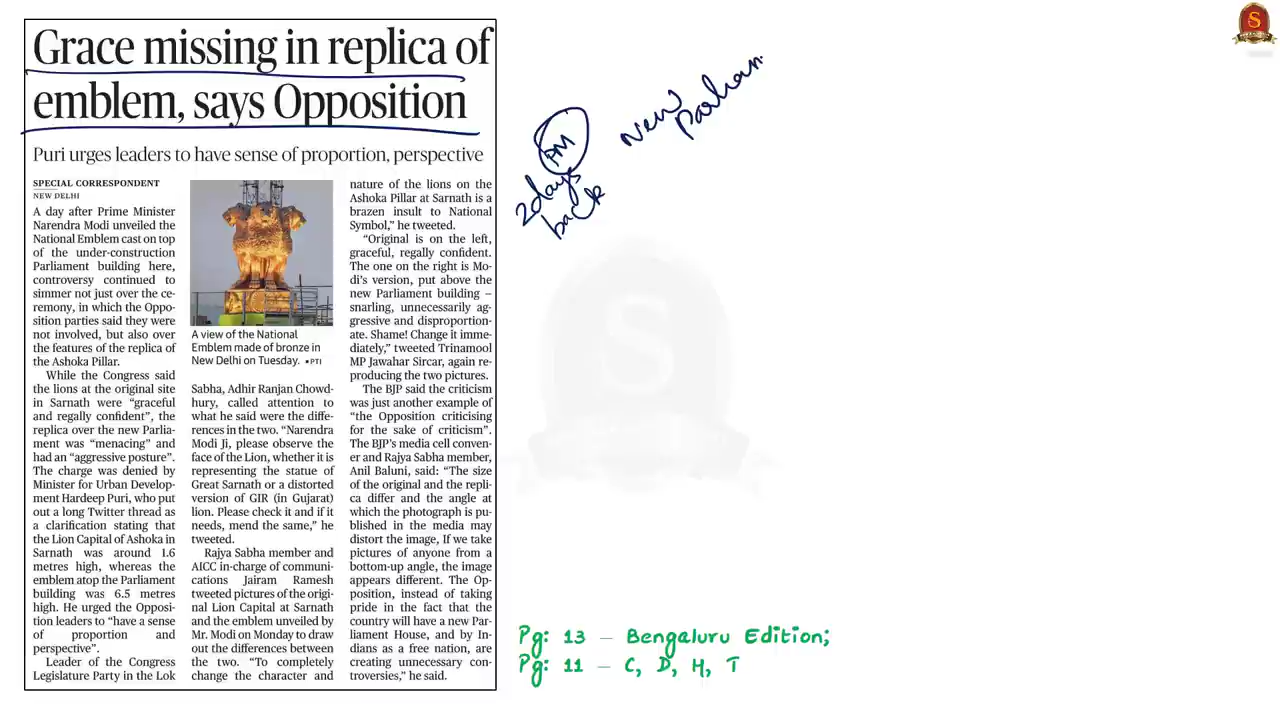 Grace missing in replica of
emblem, says Opposition
Puri urges leaders to have sense of proportion, perspective
SPECIAL CORRESPONDENT
NEW DELHI
A day after Prime Minister
Narendra Modi unveiled the
National Emblem cast on top
of the under-construction
Parliament building here,
controversy continued to
simmer not just over the ce-
remony, in which the Oppo-
sition parties said they were
not involved, but also over
the features of the replica of
the Ashoka Pillar.
While the Congress said
the lions at the original site
in Sarnath were “graceful
and regally confident”, the
replica over the new Parlia-
ment was “menacing” and
had an “aggressive posture”.
The charge was denied by
Minister for Urban Develop-
ment Hardeep Puri, who put
out a long Twitter thread as
a clarification stating that
the Lion Capital of Ashoka in
Sarnath was around 1.6
metres high, whereas the
emblem atop the Parliament
building was 6.5 metres
high. He urged the Opposi-
tion leaders to “have a sense
of proportion and
perspective”.
Leader of the Congress
Legislature Party in the Lok
A view of the National
Emblem made of bronze in
New Delhi on Tuesday. •PTI
Sabha, Adhir Ranjan Chowd-
hury, called attention to
what he said were the diffe-
rences in the two. “Narendra
Modi Ji, please observe the
face of the Lion, whether it is
representing the statue of
Great Sarnath or a distorted
version of GIR (in Gujarat)
lion. Please check it and if it
needs, mend the same,” he
tweeted.
Rajya Sabha member and
AICC in-charge of communi-
cations Jairam Ramesh
tweeted pictures of the origi-
nal Lion Capital at Sarnath
and the emblem unveiled by
Mr. Modi on Monday to draw
out the differences between
the two. “To completely
change the character and
nature of the lions on the
Ashoka Pillar at Sarnath is a
brazen insult to National
Symbol,” he tweeted.
“Original is on the left,
graceful, regally confident.
The one on the right is Mo-
di’s version, put above the
new Parliament building –
snarling, unnecessarily ag-
gressive and disproportion-
ate. Shame! Change it imme-
diately,” tweeted Trinamool
MP Jawahar Sircar, again re-
producing the two pictures.
The BJP said the criticism
was just another example of
“the Opposition criticising
for the sake of criticism”.
The BJP’s media cell conven-
er and Rajya Sabha member,
Anil Baluni, said: “The size
of the original and the repli-
ca differ and the angle at
which the photograph is pu-
blished in the media may
distort the image, If we take
pictures of anyone from a
bottom-up angle, the image
appears different. The Op-
position, instead of taking
pride in the fact that the
country will have a new Par-
liament House, and by In-
dians as a free nation, are
creating unnecessary con-
troversies,” he said.
PM
2 days
back
New
S
S
Pg: 13 – Bengaluru Edition;
Pg: 11 – C, D, H, T